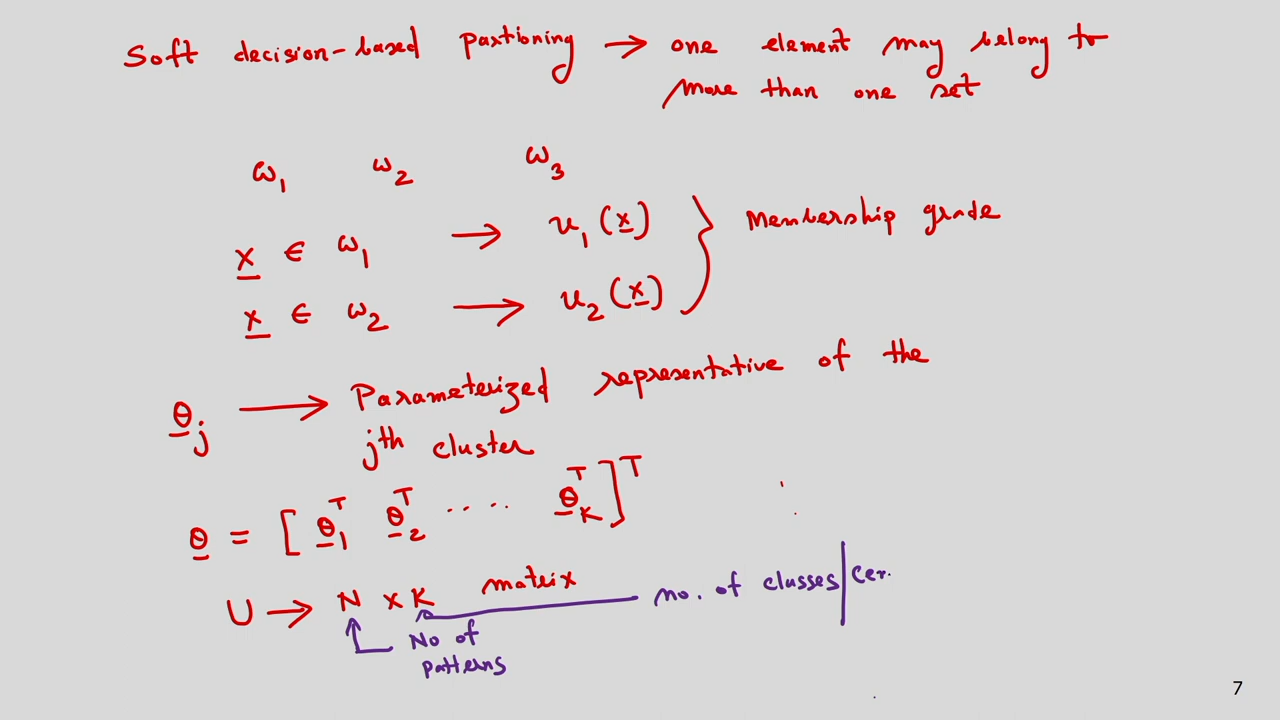 Soft decision-based partioning → one element may belong to
more than one set
ω₁ ω₂ ω₃
x ∈ ω₁ → u₁(x)
x ∈ ω₂ → u₂(x) } Membership grade
θⱼ → Parameterized representative of the
jth cluster
θ = [θ₁ᵀ θ₂ᵀ ..... θ_Kᵀ]ᵀ
U → N x K matrix no. of classes
No of
patterns
7